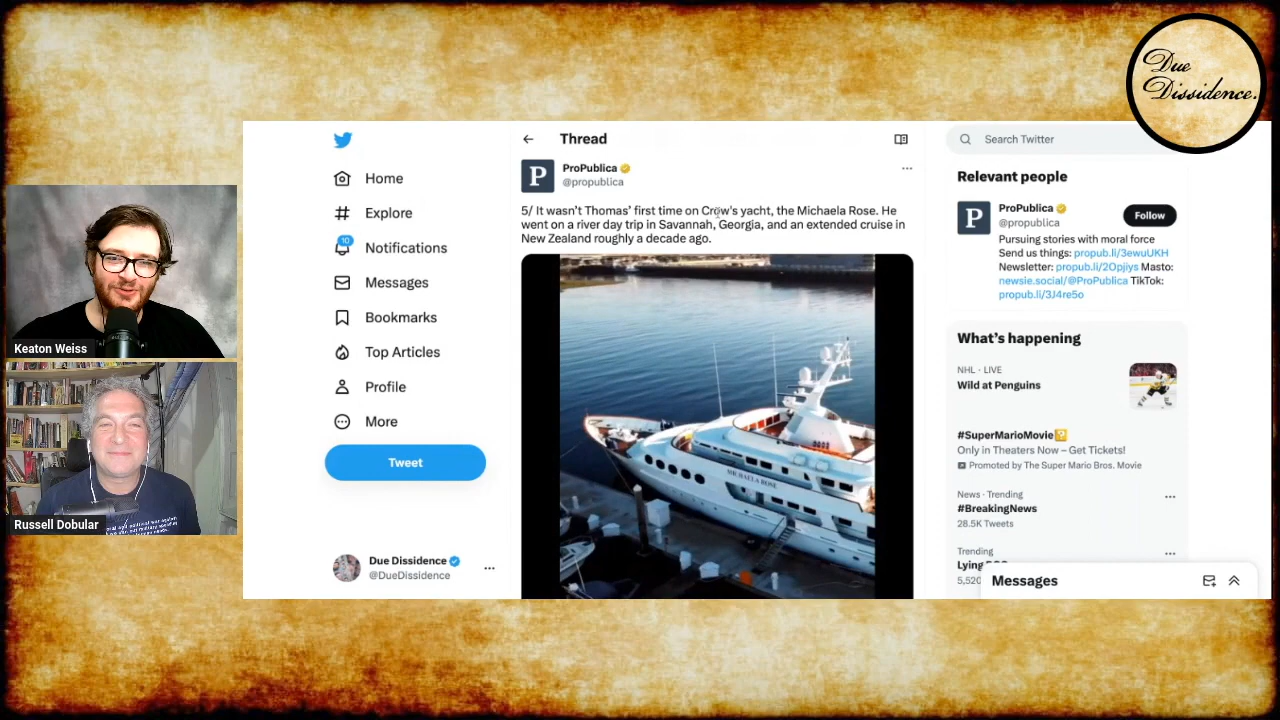 Due
Dissidence.
Thread
Search Twitter
Home
Explore
10
Notifications
Messages
Bookmarks
Top Articles
Profile
More
Tweet
Due Dissidence
@DueDissidence
P
ProPublica
@propublica
5/ It wasn't Thomas' first time on Crow's yacht, the Michaela Rose. He
went on a river day trip in Savannah, Georgia, and an extended cruise in
New Zealand roughly a decade ago.
MICHAELA ROSE
Relevant people
P
ProPublica
@propublica
Follow
Pursuing stories with moral force
Send us things: propub.li/3ewuUKH
Newsletter: propub.li/2Opjiys Masto:
newsie.social/@ProPublica TikTok:
propub.li/3J4re5o
What's happening
NHL · LIVE
Wild at Penguins
#SuperMarioMovie
Only in Theaters Now – Get Tickets!
Promoted by The Super Mario Bros. Movie
News · Trending
#BreakingNews
28.5K Tweets
Trending
Lying
5,520
Messages
Keaton Weiss
Russell Dobular